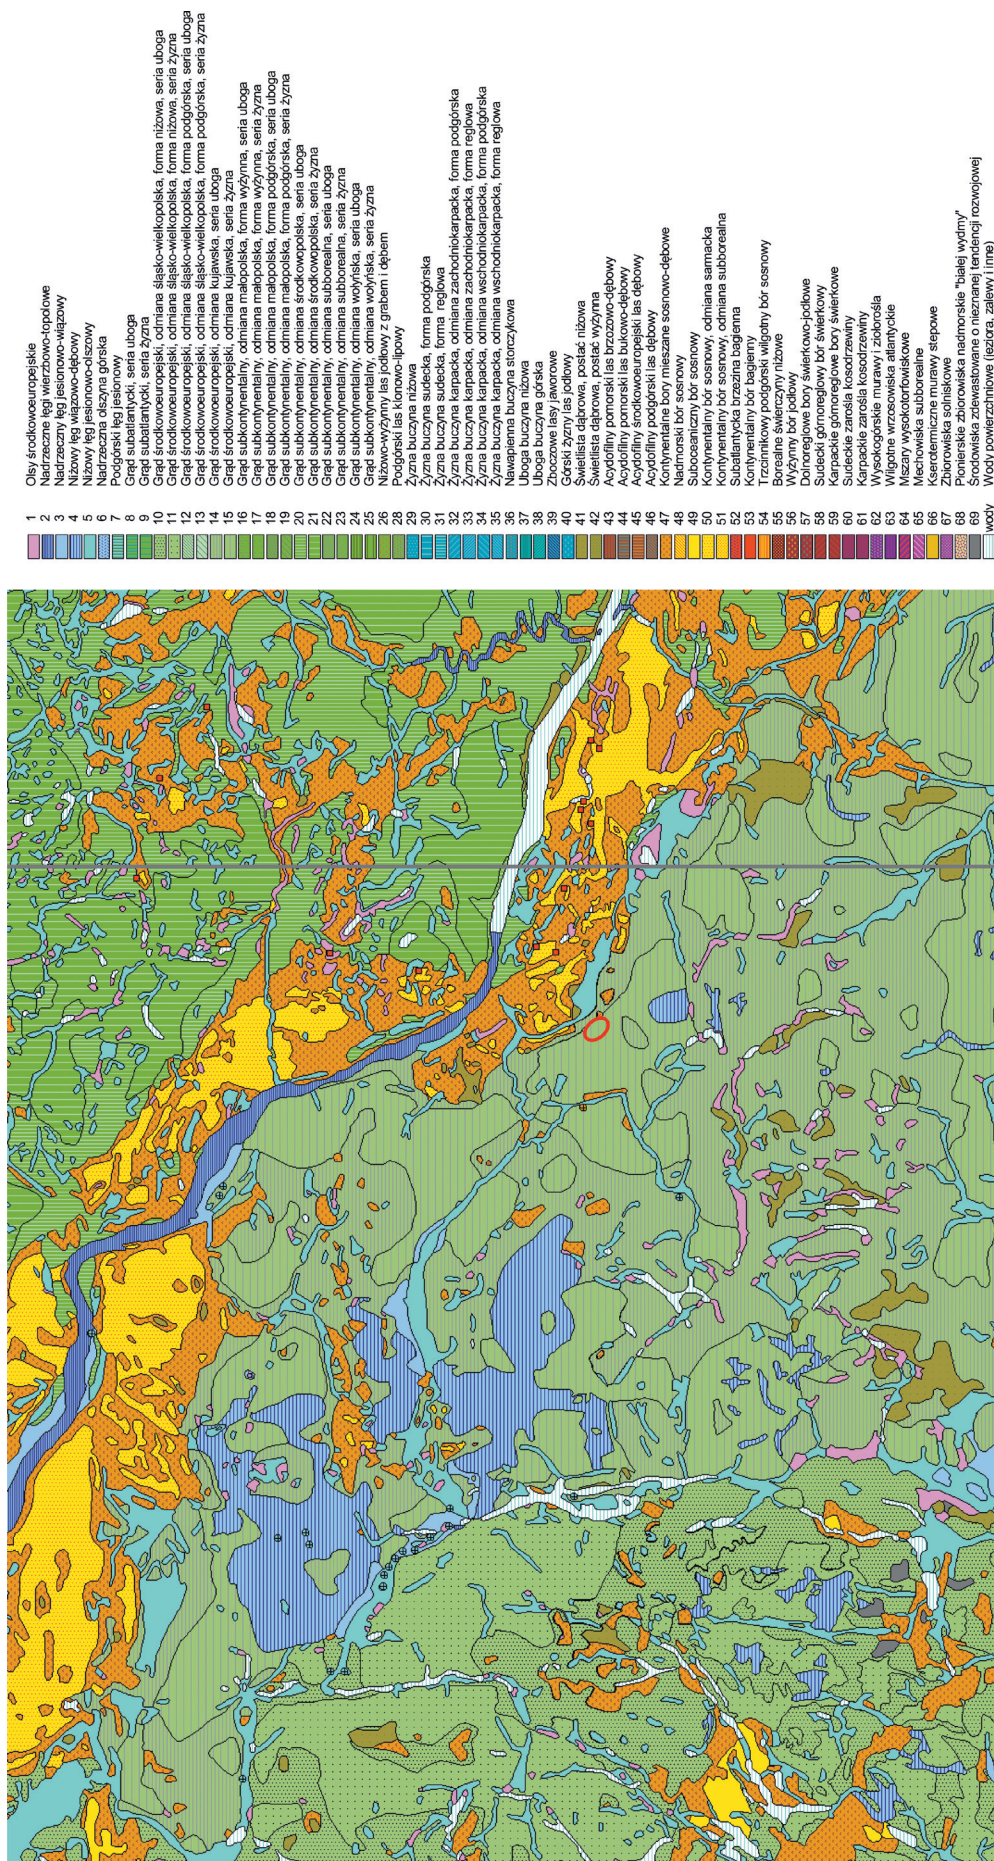 1 Olsy środkowoeuropejskie
2 Nadrzeczne łęgi wierzbowo-topolowe
3 Nadrzeczny łęg jesionowo-wiązowy
4 Niżowy łęg wiązowo-dębowy
5 Niżowy łęg jesionowo-olszowy
6 Nadrzeczna olszyna górska
7 Podgórski łęg jesionowy
8 Grąd subatlantycki, seria uboga
9 Grąd subatlantycki, seria żyzna
10 Grąd środkowoeuropejski, odmiana śląsko-wielkopolska, forma niżowa, seria uboga
11 Grąd środkowoeuropejski, odmiana śląsko-wielkopolska, forma niżowa, seria żyzna
12 Grąd środkowoeuropejski, odmiana śląsko-wielkopolska, forma podgórska, seria uboga
13 Grąd środkowoeuropejski, odmiana śląsko-wielkopolska, forma podgórska, seria żyzna
14 Grąd środkowoeuropejski, odmiana kujawska, seria uboga
15 Grąd środkowoeuropejski, odmiana kujawska, seria żyzna
16 Grąd subkontynentalny, odmiana małopolska, forma wyżynna, seria uboga
17 Grąd subkontynentalny, odmiana małopolska, forma wyżynna, seria żyzna
18 Grąd subkontynentalny, odmiana małopolska, forma podgórska, seria uboga
19 Grąd subkontynentalny, odmiana małopolska, forma podgórska, seria żyzna
20 Grąd subkontynentalny, odmiana środkowopolska, seria uboga
21 Grąd subkontynentalny, odmiana środkowopolska, seria żyzna
22 Grąd subkontynentalny, odmiana subborealna, seria uboga
23 Grąd subkontynentalny, odmiana subborealna, seria żyzna
24 Grąd subkontynentalny, odmiana wołyńska, seria uboga
25 Grąd subkontynentalny, odmiana wołyńska, seria żyzna
26 Niżowo-wyżynny las jodłowy z grabem i dębem
28 Podgórski las klonowo-lipowy
29 Żyzna buczyna niżowa
30 Żyzna buczyna sudecka, forma podgórska
31 Żyzna buczyna sudecka, forma reglowa
32 Żyzna buczyna karpacka, odmiana zachodniokarpacka, forma podgórska
33 Żyzna buczyna karpacka, odmiana zachodniokarpacka, forma reglowa
34 Żyzna buczyna karpacka, odmiana wschodniokarpacka, forma podgórska
35 Żyzna buczyna karpacka, odmiana wschodniokarpacka, forma reglowa
36 Nawapienna buczyna storczykowa
37 Uboga buczyna niżowa
38 Uboga buczyna górska
39 Zboczowe lasy jaworowe
40 Górski żyzny las jodłowy
41 Świetlista dąbrowa, postać niżowa
42 Świetlista dąbrowa, postać wyżynna
43 Acydofilny pomorski las brzozowo-dębowy
44 Acydofilny pomorski las bukowo-dębowy
45 Acydofilny środkowoeuropejski las dębowy
46 Acydofilny podgórski las dębowy
47 Kontynentalne bory mieszane sosnowo-dębowe
48 Nadmorski bór sosnowy
49 Suboceaniczny bór sosnowy
50 Kontynentalny bór sosnowy, odmiana sarmacka
51 Kontynentalny bór sosnowy, odmiana subborealna
52 Subatlantycka brzezina bagienna
53 Kontynentalny bór bagienny
54 Trzcinnikowy podgórski wilgotny bór sosnowy
55 Borealne świerczyny niżowe
56 Wyżynny bór jodłowy
57 Dolnoreglowe bory świerkowo-jodłowe
58 Sudecki górnoreglowy bór świerkowy
59 Karpackie górnoreglowe bory świerkowe
60 Sudeckie zarośla kosodrzewiny
61 Karpackie zarośla kosodrzewiny
62 Wysokogórskie murawy i ziołorośla
63 Wilgotne wrzosowiska atlantyckie
64 Mszary wysokotorfowiskowe
65 Mechowiska subborealne
66 Kserotermiczne murawy stepowe
67 Zbiorowiska solniskowe
68 Pionierskie zbiorowiska nadmorskie "białej wydmy"
69 Środowiska zdewastowane o nieznanej tendencji rozwojowej
wody Wody powierzchniowe (jeziora, zalewy i inne)